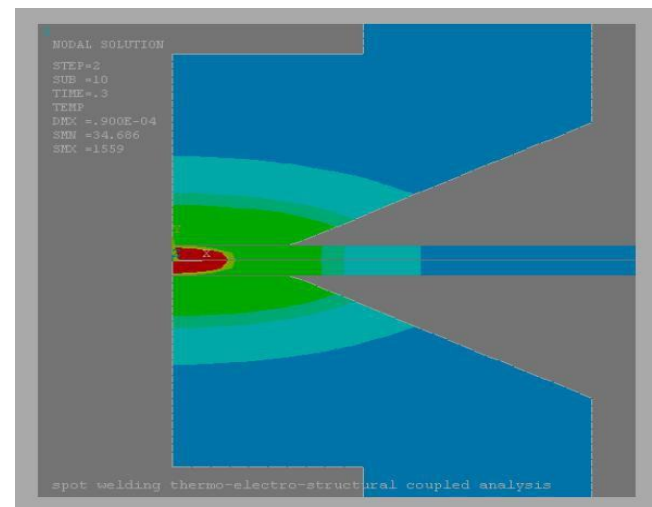 NODAL SOLUTION
STEP=2
SUB =10
TIME=.3
TEMP
DMX =.900E-04
SMN =34.686
SMX =1559
X
spot welding thermo-electro-structural coupled analysis